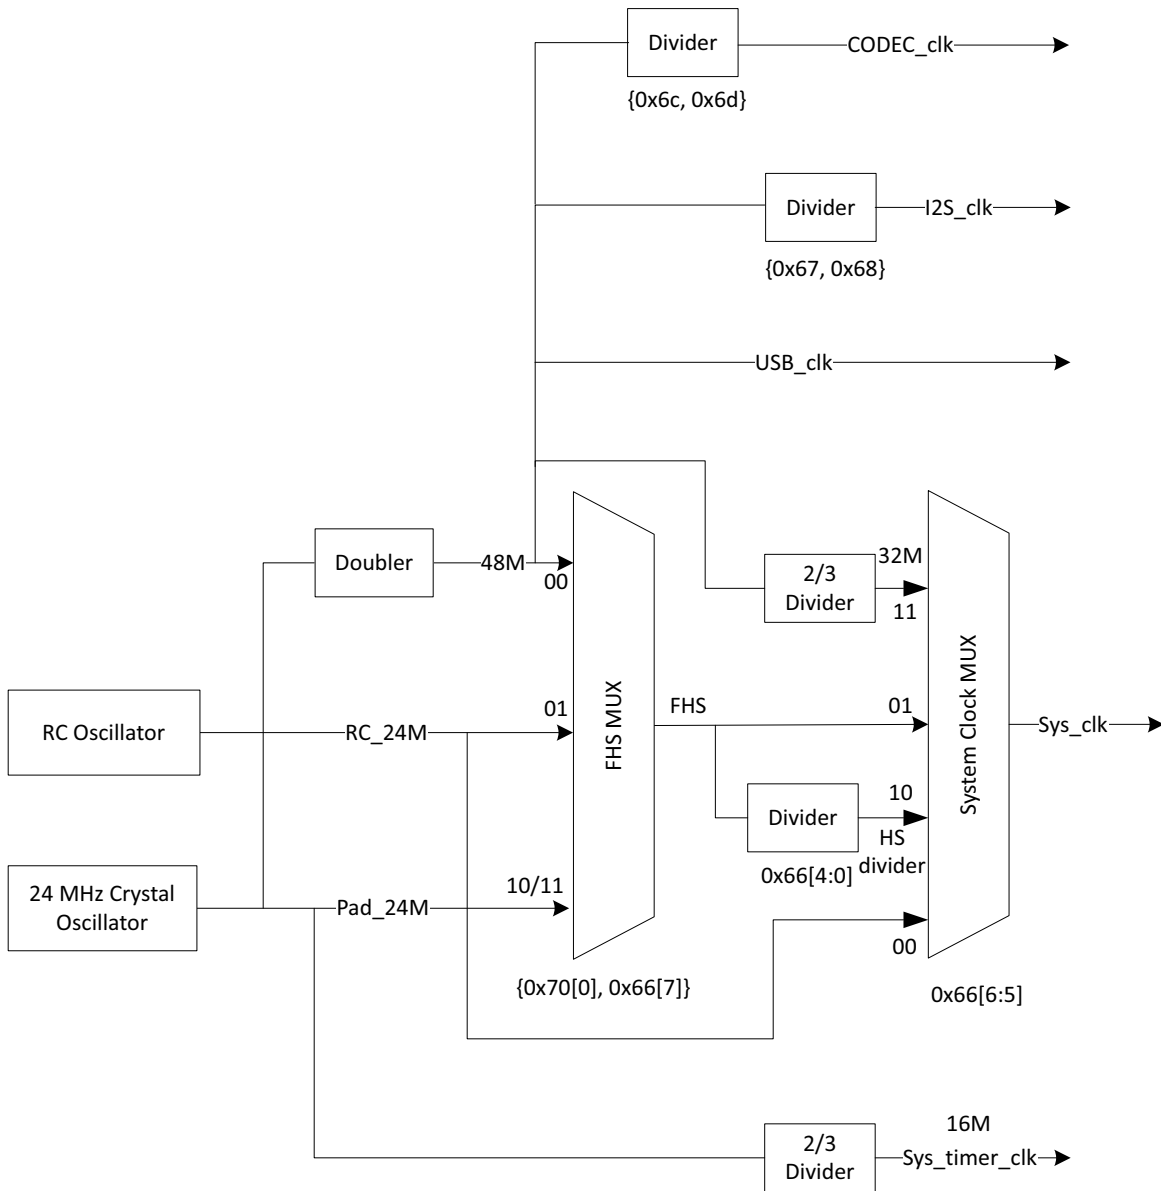 Divider
CODEC_clk
{0x6c, 0x6d}
Divider
I2S_clk
{0x67, 0x68}
USB_clk
Doubler
48M
00
2/3
Divider
32M
11
RC Oscillator
RC_24M
01
FHS MUX
FHS
01
System Clock MUX
Sys_clk
Divider
10
HS
divider
0x66[4:0]
24 MHz Crystal
Oscillator
Pad_24M
10/11
00
{0x70[0], 0x66[7]}
0x66[6:5]
2/3
Divider
16M
Sys_timer_clk